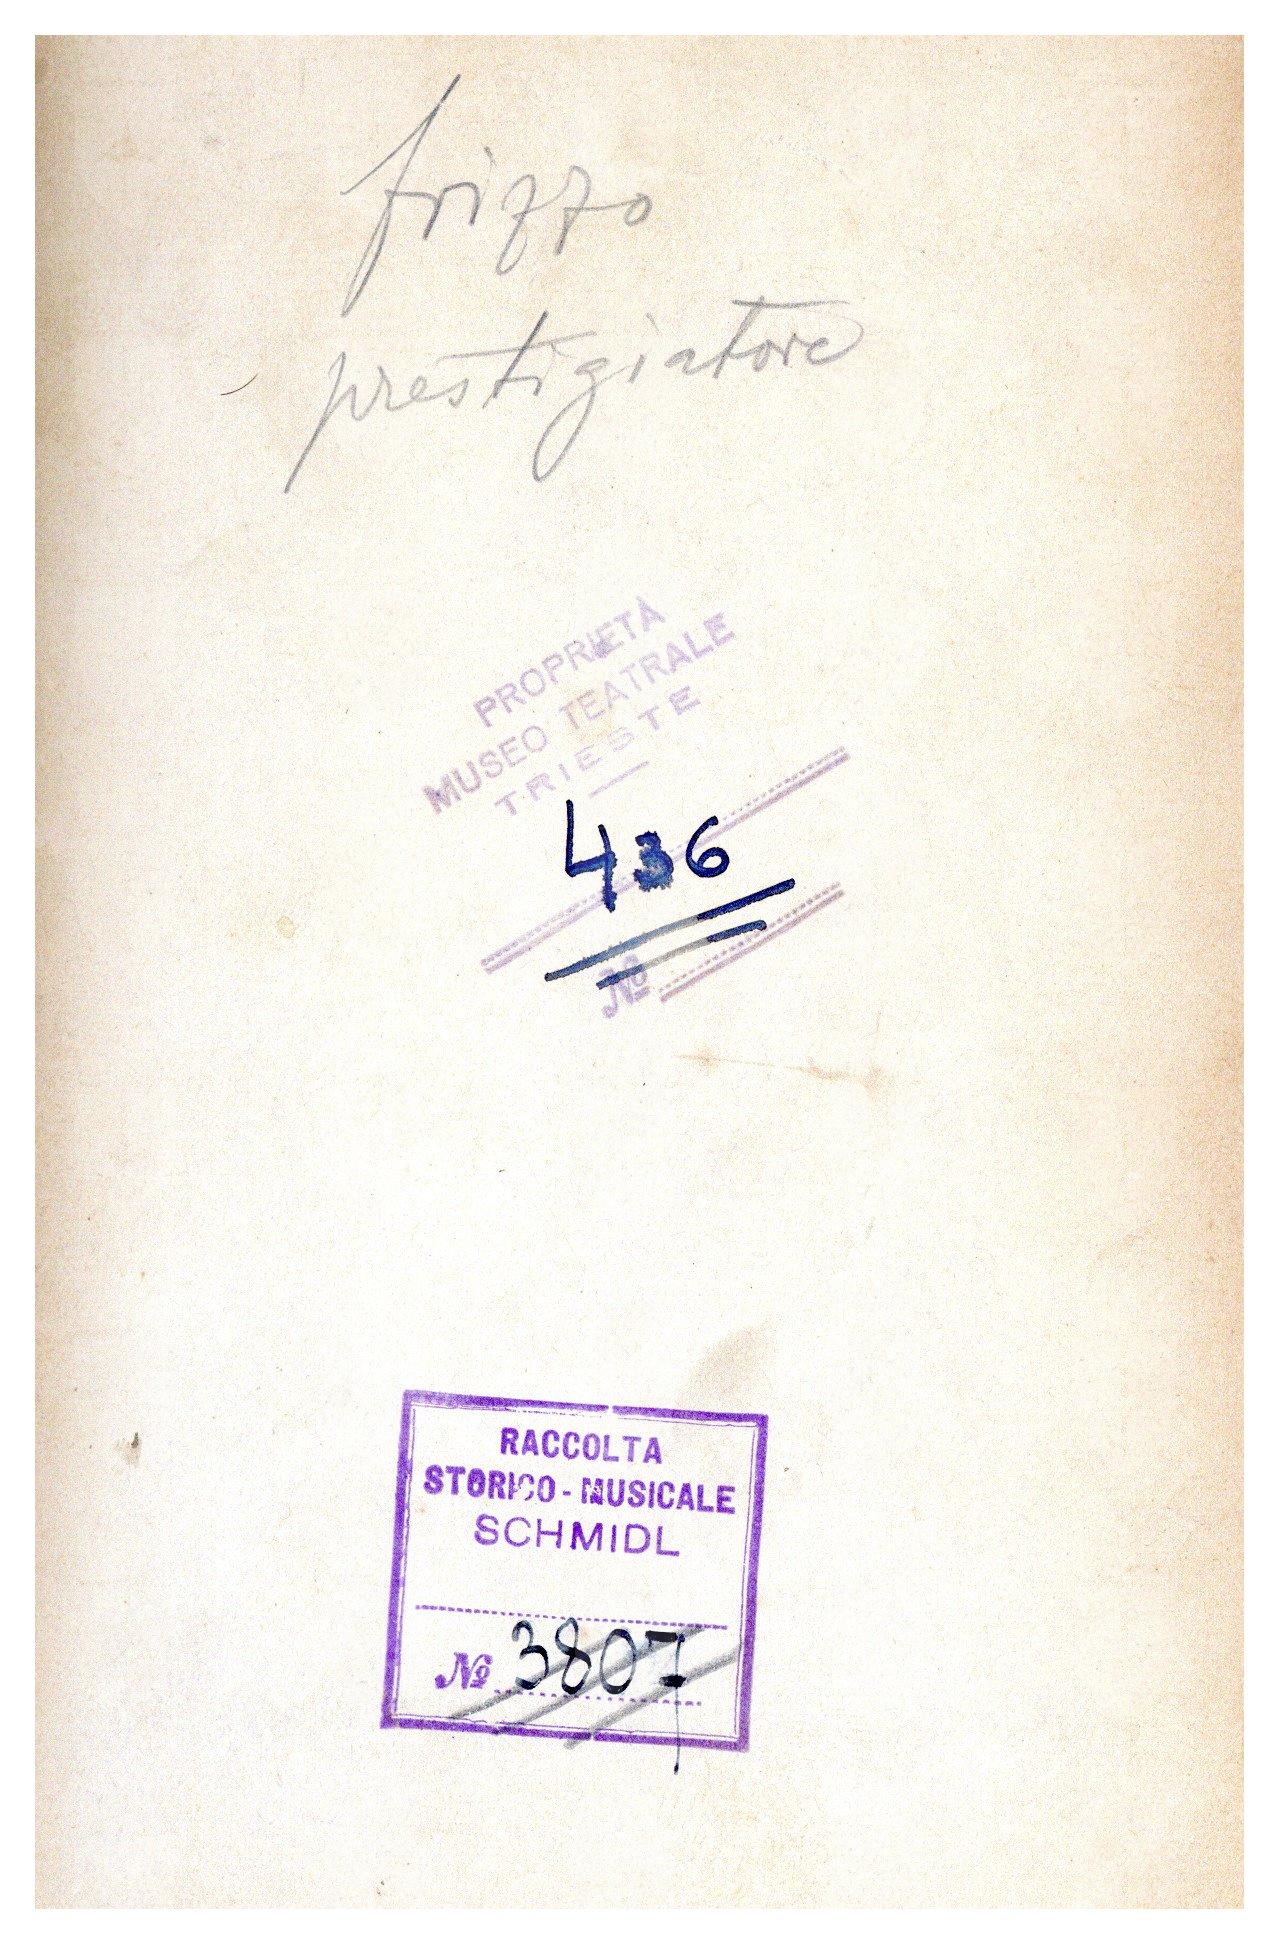 frizzo
prestigiatore
PROPRIETÀ
MUSEO TEATRALE
TRIESTE
436
№
RACCOLTA
STORICO - MUSICALE
SCHMIDL
№ 3807